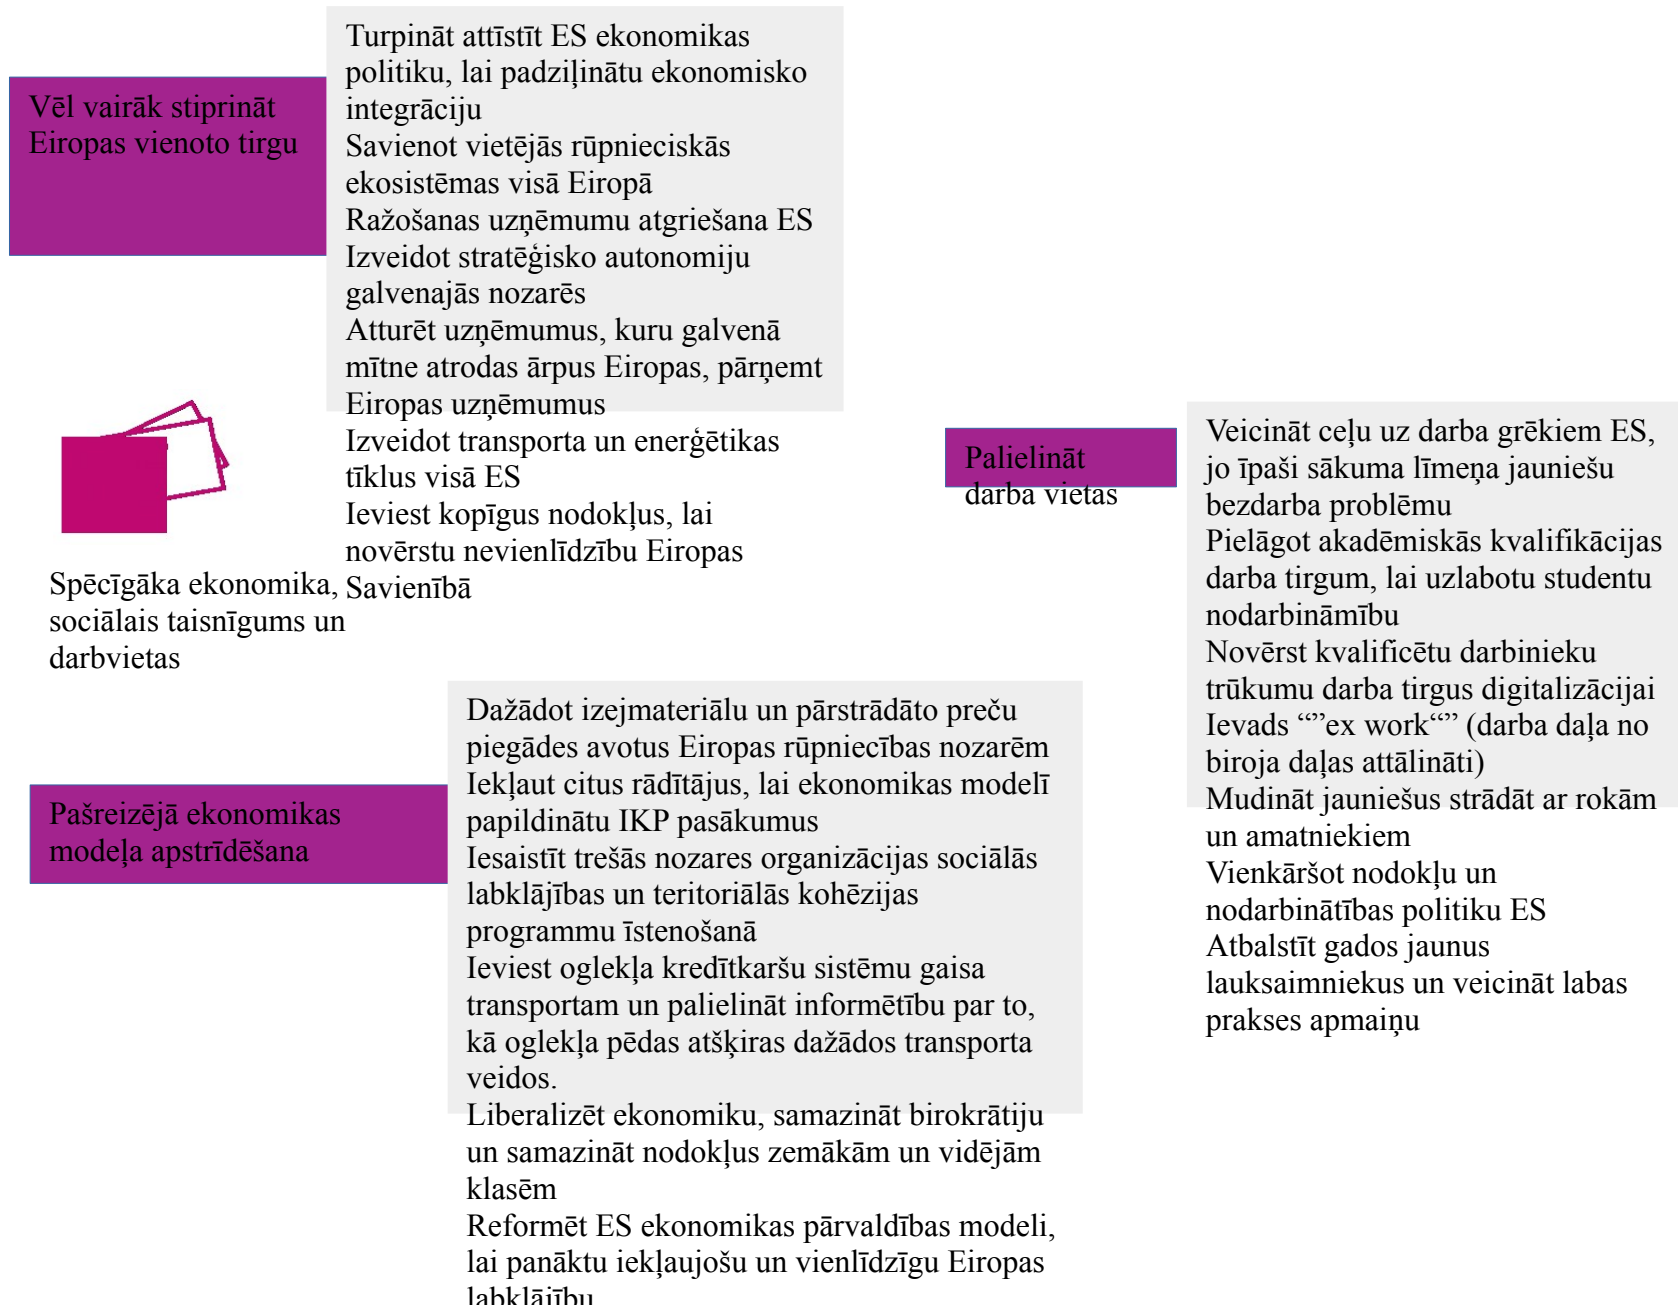 Vēl vairāk stiprināt
Eiropas vienoto tirgu
Turpināt attīstīt ES ekonomikas
politiku, lai padziļinātu ekonomisko
integrāciju
Savienot vietējās rūpnieciskās
ekosistēmas visā Eiropā
Ražošanas uzņēmumu atgriešana ES
Izveidot stratēģisko autonomiju
galvenajās nozarēs
Atturēt uzņēmumus, kuru galvenā
mītne atrodas ārpus Eiropas, pārņemt
Eiropas uzņēmumus
Izveidot transporta un enerģētikas
tīklus visā ES
Ieviest kopīgus nodokļus, lai
novērstu nevienlīdzību Eiropas
Savienībā
Spēcīgāka ekonomika,
sociālais taisnīgums un
darbvietas
Palielināt
darba vietas
Veicināt ceļu uz darba grēkiem ES,
jo īpaši sākuma līmeņa jauniešu
bezdarba problēmu
Pielāgot akadēmiskās kvalifikācijas
darba tirgum, lai uzlabotu studentu
nodarbināmību
Novērst kvalificētu darbinieku
trūkumu darba tirgus digitalizācijai
Ievads “”ex work“” (darba daļa no
biroja daļas attālināti)
Mudināt jauniešus strādāt ar rokām
un amatniekiem
Vienkāršot nodokļu un
nodarbinātības politiku ES
Atbalstīt gados jaunus
lauksaimniekus un veicināt labas
prakses apmaiņu
Pašreizējā ekonomikas
modeļa apstrīdēšana
Dažādot izejmateriālu un pārstrādāto preču
piegādes avotus Eiropas rūpniecības nozarēm
Iekļaut citus rādītājus, lai ekonomikas modelī
papildinātu IKP pasākumus
Iesaistīt trešās nozares organizācijas sociālās
labklājības un teritoriālās kohēzijas
programmu īstenošanā
Ieviest oglekļa kredītkaršu sistēmu gaisa
transportam un palielināt informētību par to,
kā oglekļa pēdas atšķiras dažādos transporta
veidos.
Liberalizēt ekonomiku, samazināt birokrātiju
un samazināt nodokļus zemākām un vidējām
klasēm
Reformēt ES ekonomikas pārvaldības modeli,
lai panāktu iekļaujošu un vienlīdzīgu Eiropas
labklājību